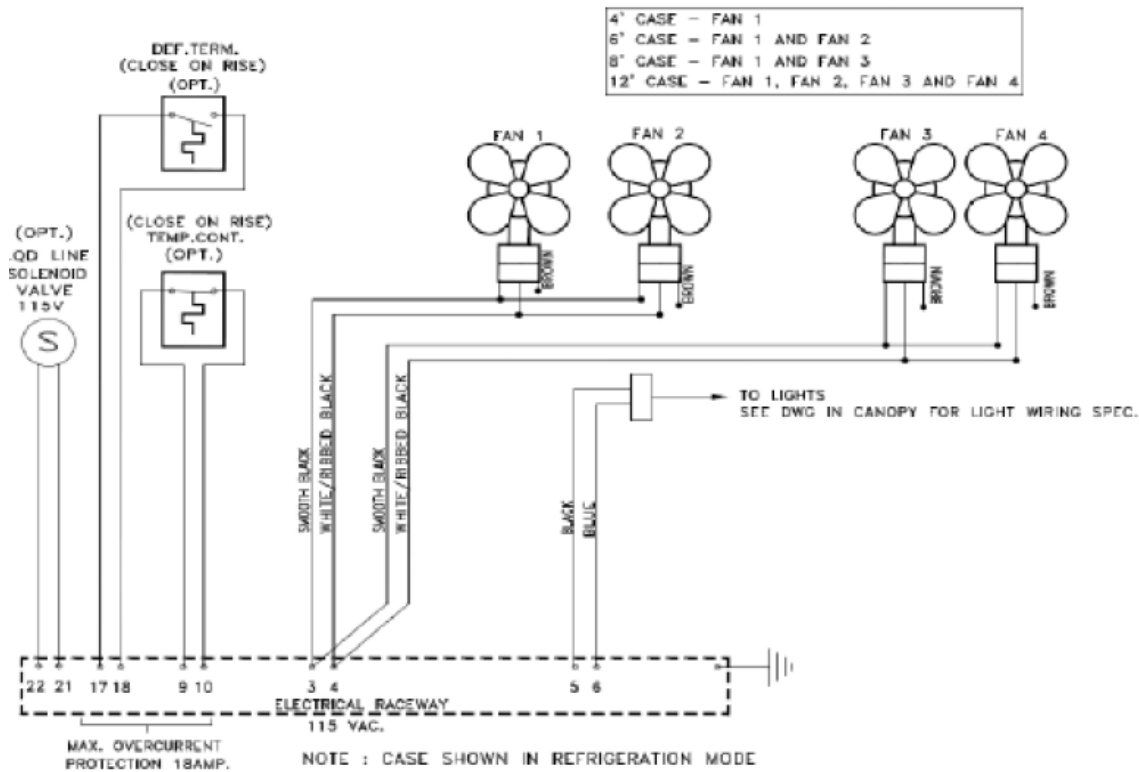 4' CASE - FAN 1
6' CASE - FAN 1 AND FAN 2
8' CASE - FAN 1 AND FAN 3
12' CASE - FAN 1, FAN 2, FAN 3 AND FAN 4
DEF.TERM.
(CLOSE ON RISE)
(OPT.)
FAN 1
FAN 2
FAN 3
FAN 4
(CLOSE ON RISE)
TEMP.CONT.
(OPT.)
(OPT.)
.QD LINE
SOLENOID
VALVE
115V
S
BROWN
BROWN
BROWN
BROWN
TO LIGHTS
SEE DWG IN CANOPY FOR LIGHT WIRING SPEC.
SMOOTH BLACK
WHITE/RIBBED BLACK
SMOOTH BLACK
WHITE/RIBBED BLACK
BLACK
BLUE
22 21 17 18 9 10 3 4 5 6
ELECTRICAL RACEWAY
115 VAC.
MAX. OVERCURRENT
PROTECTION 18AMP.
NOTE : CASE SHOWN IN REFRIGERATION MODE